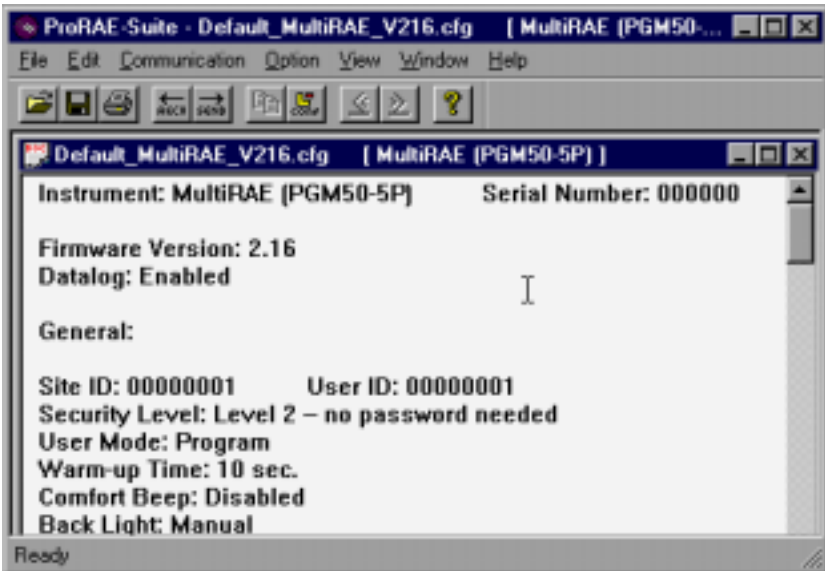 ProRAE-Suite - Default_MultiRAE_V216.cfg [ MultiRAE (PGM50-...
File Edit Communication Option View Window Help
RECV SEND
Default_MultiRAE_V216.cfg [ MultiRAE (PGM50-5P) ]
Instrument: MultiRAE (PGM50-5P) Serial Number: 000000
Firmware Version: 2.16
Datalog: Enabled
General:
Site ID: 00000001 User ID: 00000001
Security Level: Level 2 – no password needed
User Mode: Program
Warm-up Time: 10 sec.
Comfort Beep: Disabled
Back Light: Manual
Ready